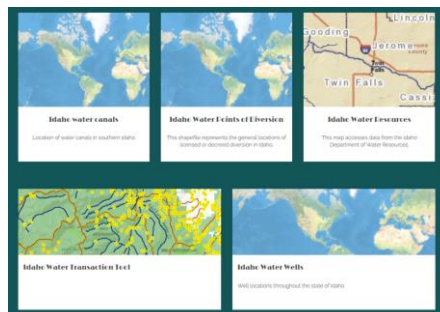 Lincoln
Gooding
Jerome
Twin
Falls
Twin Falls
Cassi
Idaho water canals
Idaho Water Points of Diversion
Idaho Water Resources
Location of water canals in southern Idaho
This shapefile represents the general locations of
licensed or decreed diversion in Idaho.
This map accesses data from the Idaho
Department of Water Resources
Idaho Water Transaction Tool
Idaho Water Wells
Well locations throughout the state of Idaho